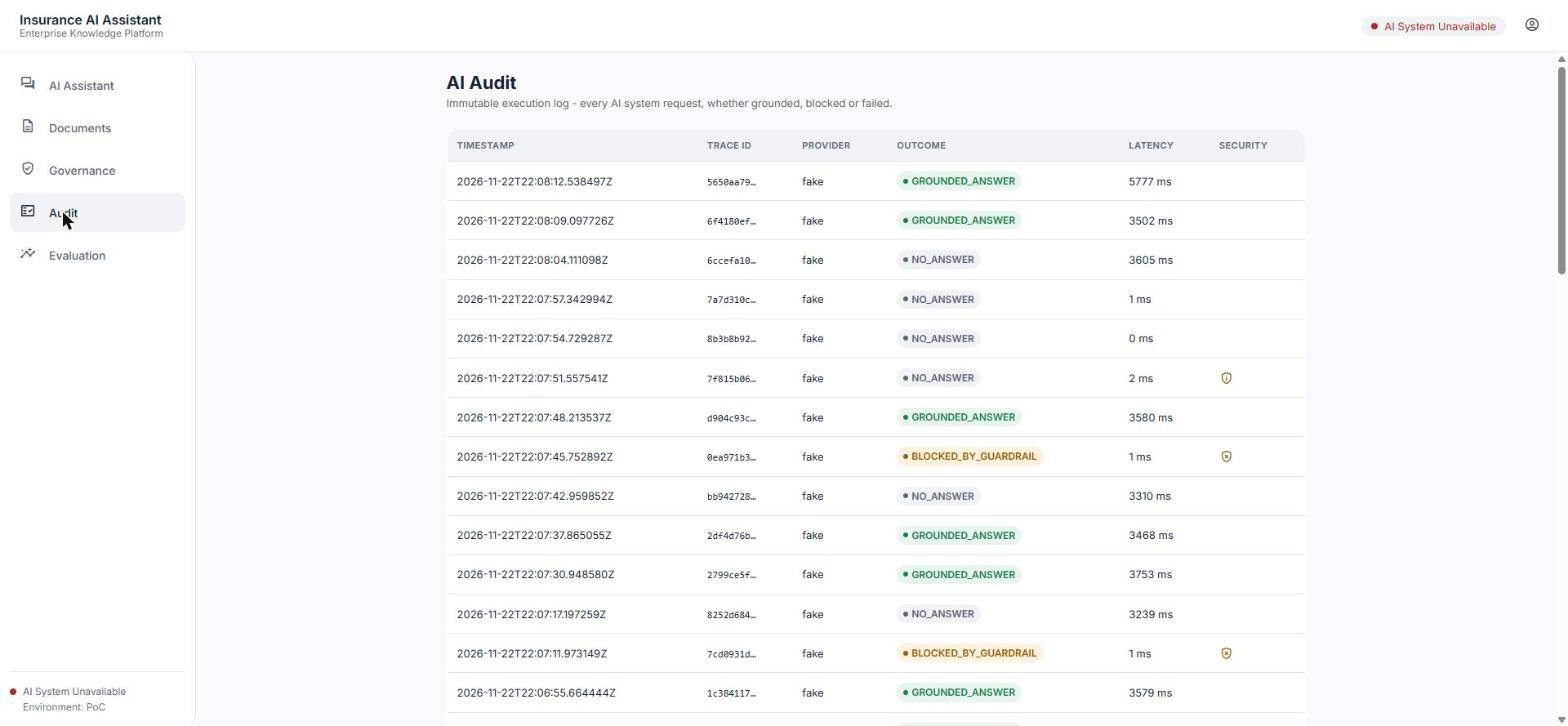 Insurance AI Assistant
Enterprise Knowledge Platform
AI System Unavailable
AI Assistant
Documents
Governance
Audit
Evaluation
AI System Unavailable
Environment: PoC
AI Audit
Immutable execution log - every AI system request, whether grounded, blocked or failed.
TIMESTAMP TRACE ID PROVIDER OUTCOME LATENCY SECURITY
2026-11-22T22:08:12.538497Z 5650aa79… fake GROUNDED_ANSWER 5777 ms
2026-11-22T22:08:09.097726Z 6f4180ef… fake GROUNDED_ANSWER 3502 ms
2026-11-22T22:08:04.111098Z 6ccefa10… fake NO_ANSWER 3605 ms
2026-11-22T22:07:57.342994Z 7a7d310c… fake NO_ANSWER 1 ms
2026-11-22T22:07:54.729287Z 8b3b8b92… fake NO_ANSWER 0 ms
2026-11-22T22:07:51.557541Z 7f815b06… fake NO_ANSWER 2 ms
2026-11-22T22:07:48.213537Z d904c93c… fake GROUNDED_ANSWER 3580 ms
2026-11-22T22:07:45.752892Z 0ea971b3… fake BLOCKED_BY_GUARDRAIL 1 ms
2026-11-22T22:07:42.959852Z bb942728… fake NO_ANSWER 3310 ms
2026-11-22T22:07:37.865055Z 2df4d76b… fake GROUNDED_ANSWER 3468 ms
2026-11-22T22:07:30.948580Z 2799ce5f… fake GROUNDED_ANSWER 3753 ms
2026-11-22T22:07:17.197259Z 8252d684… fake NO_ANSWER 3239 ms
2026-11-22T22:07:11.973149Z 7cd0931d… fake BLOCKED_BY_GUARDRAIL 1 ms
2026-11-22T22:06:55.664444Z 1c384117… fake GROUNDED_ANSWER 3579 ms